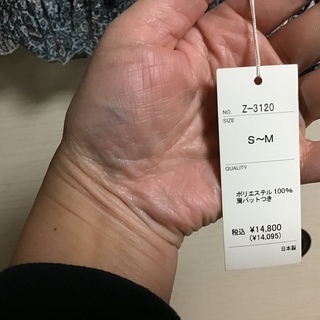 NO. Z-3120
SIZE
S～M
QUALITY
ポリエステル100%
肩パットつき
税込 ¥14,800
(¥14,095)
日本製